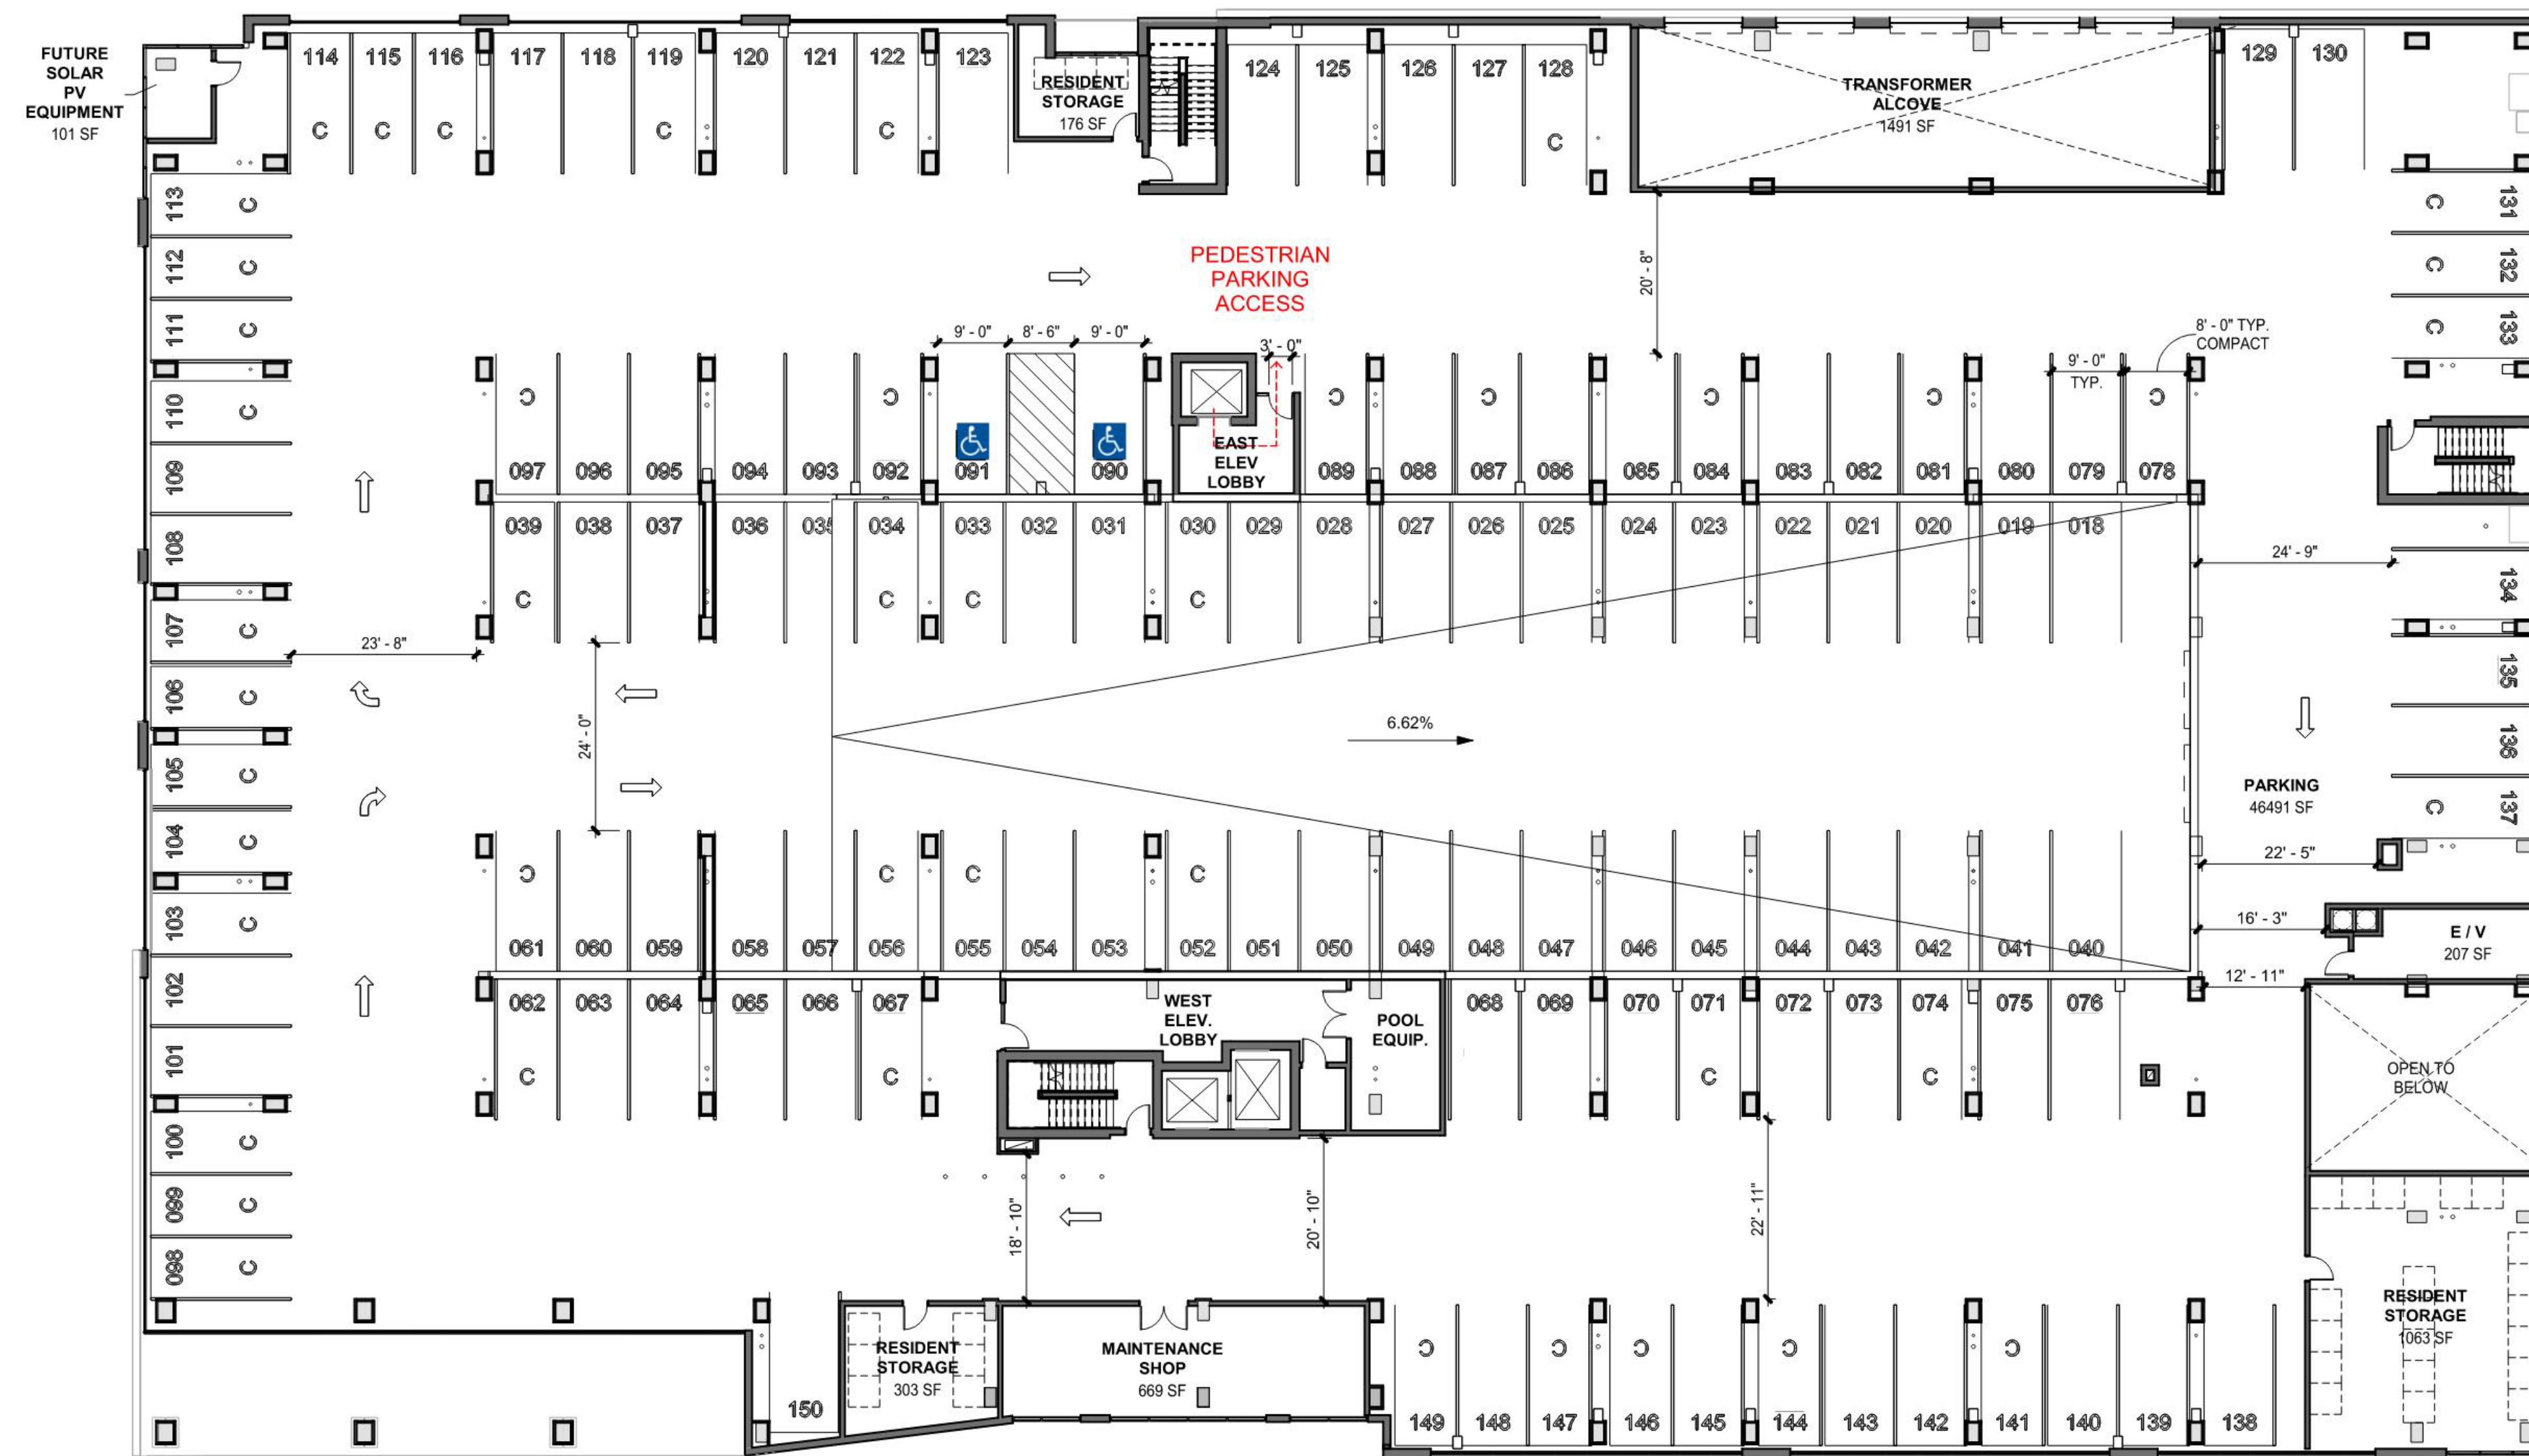 FUTURE
SOLAR
PV
EQUIPMENT
101 SF
114 115 116 117 118 119 120 121 122 123
C C C C C
RESIDENT
STORAGE
176 SF
124 125 126 127 128
C
TRANSFORMER
ALCOVE
1491 SF
129 130
113 C
112 C
111 C
110 C
109
108
107 C
106 C
105 C
104 C
103 C
102
101
100 C
099 C
098 C
C 131
C 132
C 133
134
135
136
C 137
PEDESTRIAN
PARKING
ACCESS
20' - 8"
9' - 0" 8' - 6" 9' - 0"
3' - 0"
8' - 0" TYP.
COMPACT
9' - 0"
TYP.
C C C C C C C
EAST
ELEV
LOBBY
097 096 095 094 093 092 091 090 089 088 087 086 085 084 083 082 081 080 079 078
039 038 037 036 035 034 033 032 031 030 029 028 027 026 025 024 023 022 021 020 019 018
C C C C
24' - 9"
23' - 8"
24' - 0"
6.62%
PARKING
46491 SF
22' - 5"
C C C C
16' - 3"
E / V
207 SF
061 060 059 058 057 056 055 054 053 052 051 050 049 048 047 046 045 044 043 042 041 040
12' - 11"
062 063 064 065 066 067
C C
WEST
ELEV.
LOBBY
POOL
EQUIP.
068 069 070 071 072 073 074 075 076
C C
OPEN TO
BELOW
18' - 10"
20' - 10"
22' - 11"
RESIDENT
STORAGE
1063 SF
RESIDENT
STORAGE
303 SF
MAINTENANCE
SHOP
669 SF
C C C C C
150
149 148 147 146 145 144 143 142 141 140 139 138